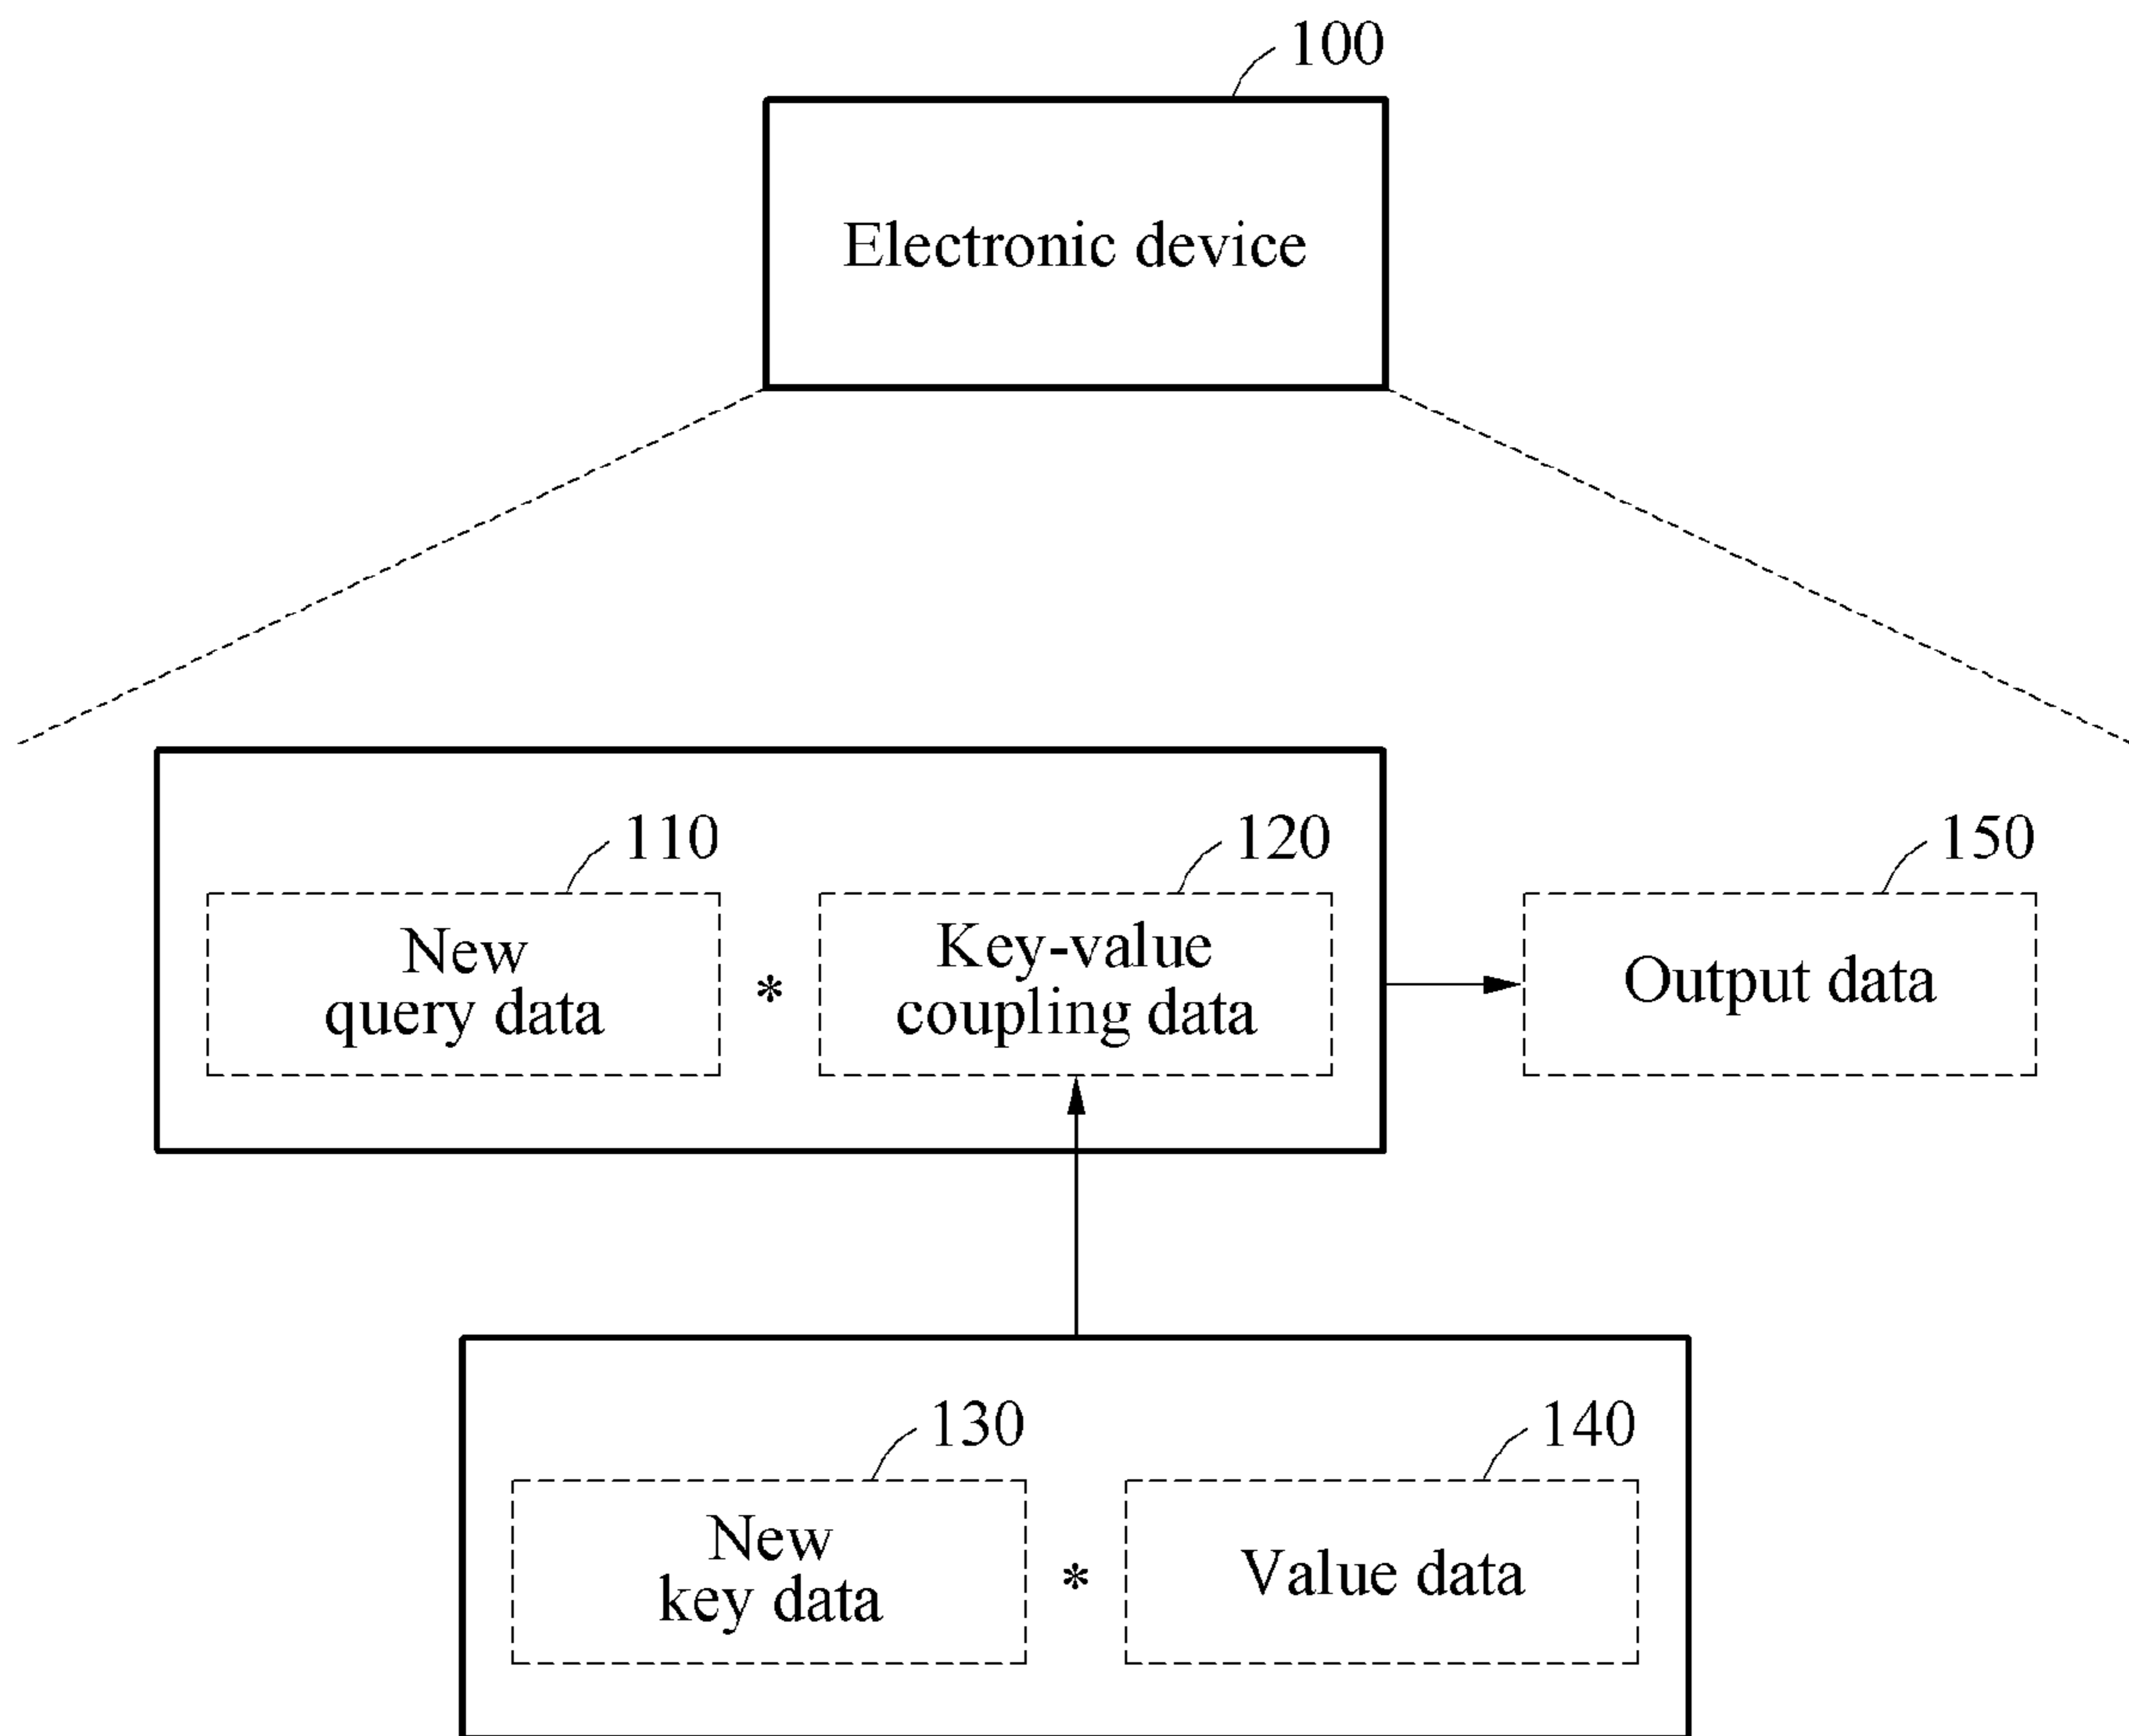 100
Electronic device
110
120
150
New
query data
*
Key-value
coupling data
Output data
130
140
New
key data
*
Value data